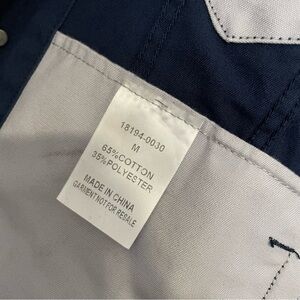 18194-0030
M
65%COTTON
35%POLYESTER
MADE IN CHINA
GARMENT NOT FOR RESALE